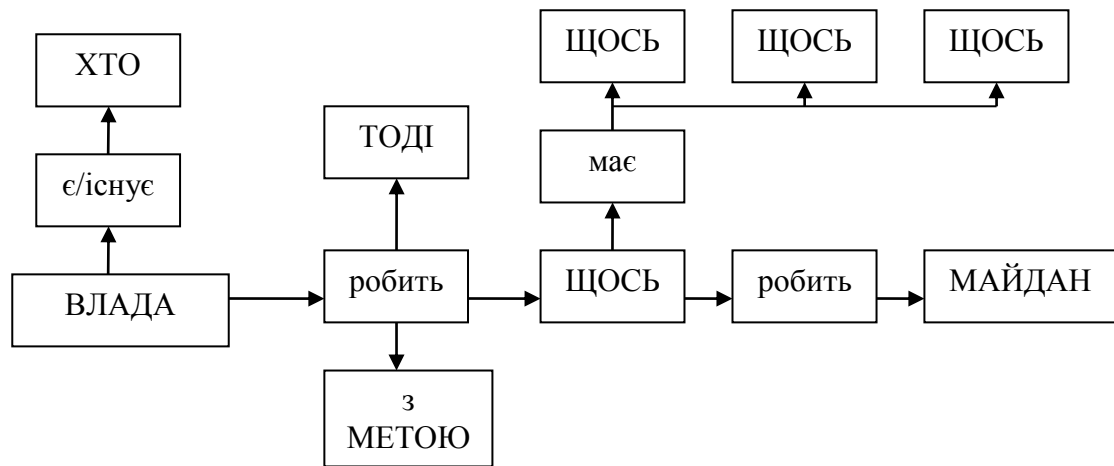 ХТО
ЩОСЬ
ЩОСЬ
ЩОСЬ
ТОДІ
є/існує
має
ВЛАДА
робить
ЩОСЬ
робить
МАЙДАН
з
МЕТОЮ